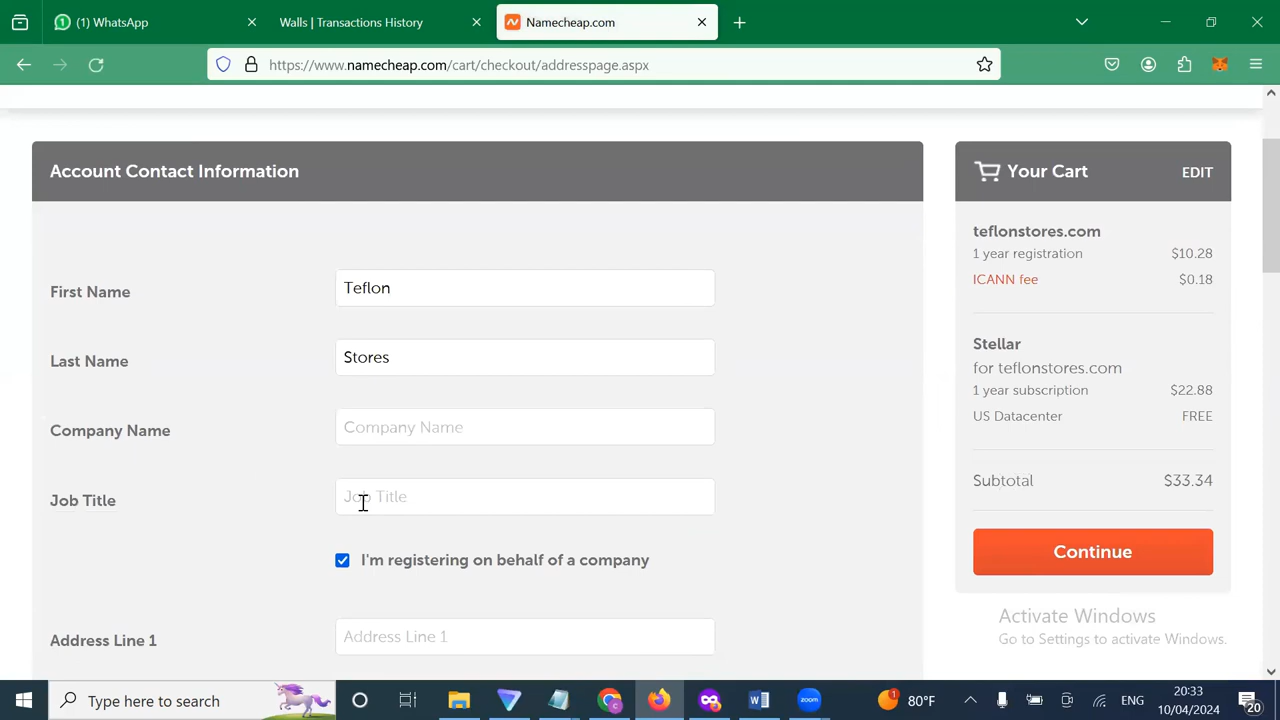 (1) WhatsApp
Walls | Transactions History
Namecheap.com
https://www.namecheap.com/cart/checkout/addresspage.aspx
Account Contact Information
First Name
Teflon
Last Name
Stores
Company Name
Company Name
Job Title
Job Title
I'm registering on behalf of a company
Address Line 1
Address Line 1
Your Cart
EDIT
teflonstores.com
1 year registration
$10.28
ICANN fee
$0.18
Stellar
for teflonstores.com
1 year subscription
$22.88
US Datacenter
FREE
Subtotal
$33.34
Continue
Activate Windows
Go to Settings to activate Windows.
Type here to search
1
80°F
ENG
20:33
10/04/2024
20